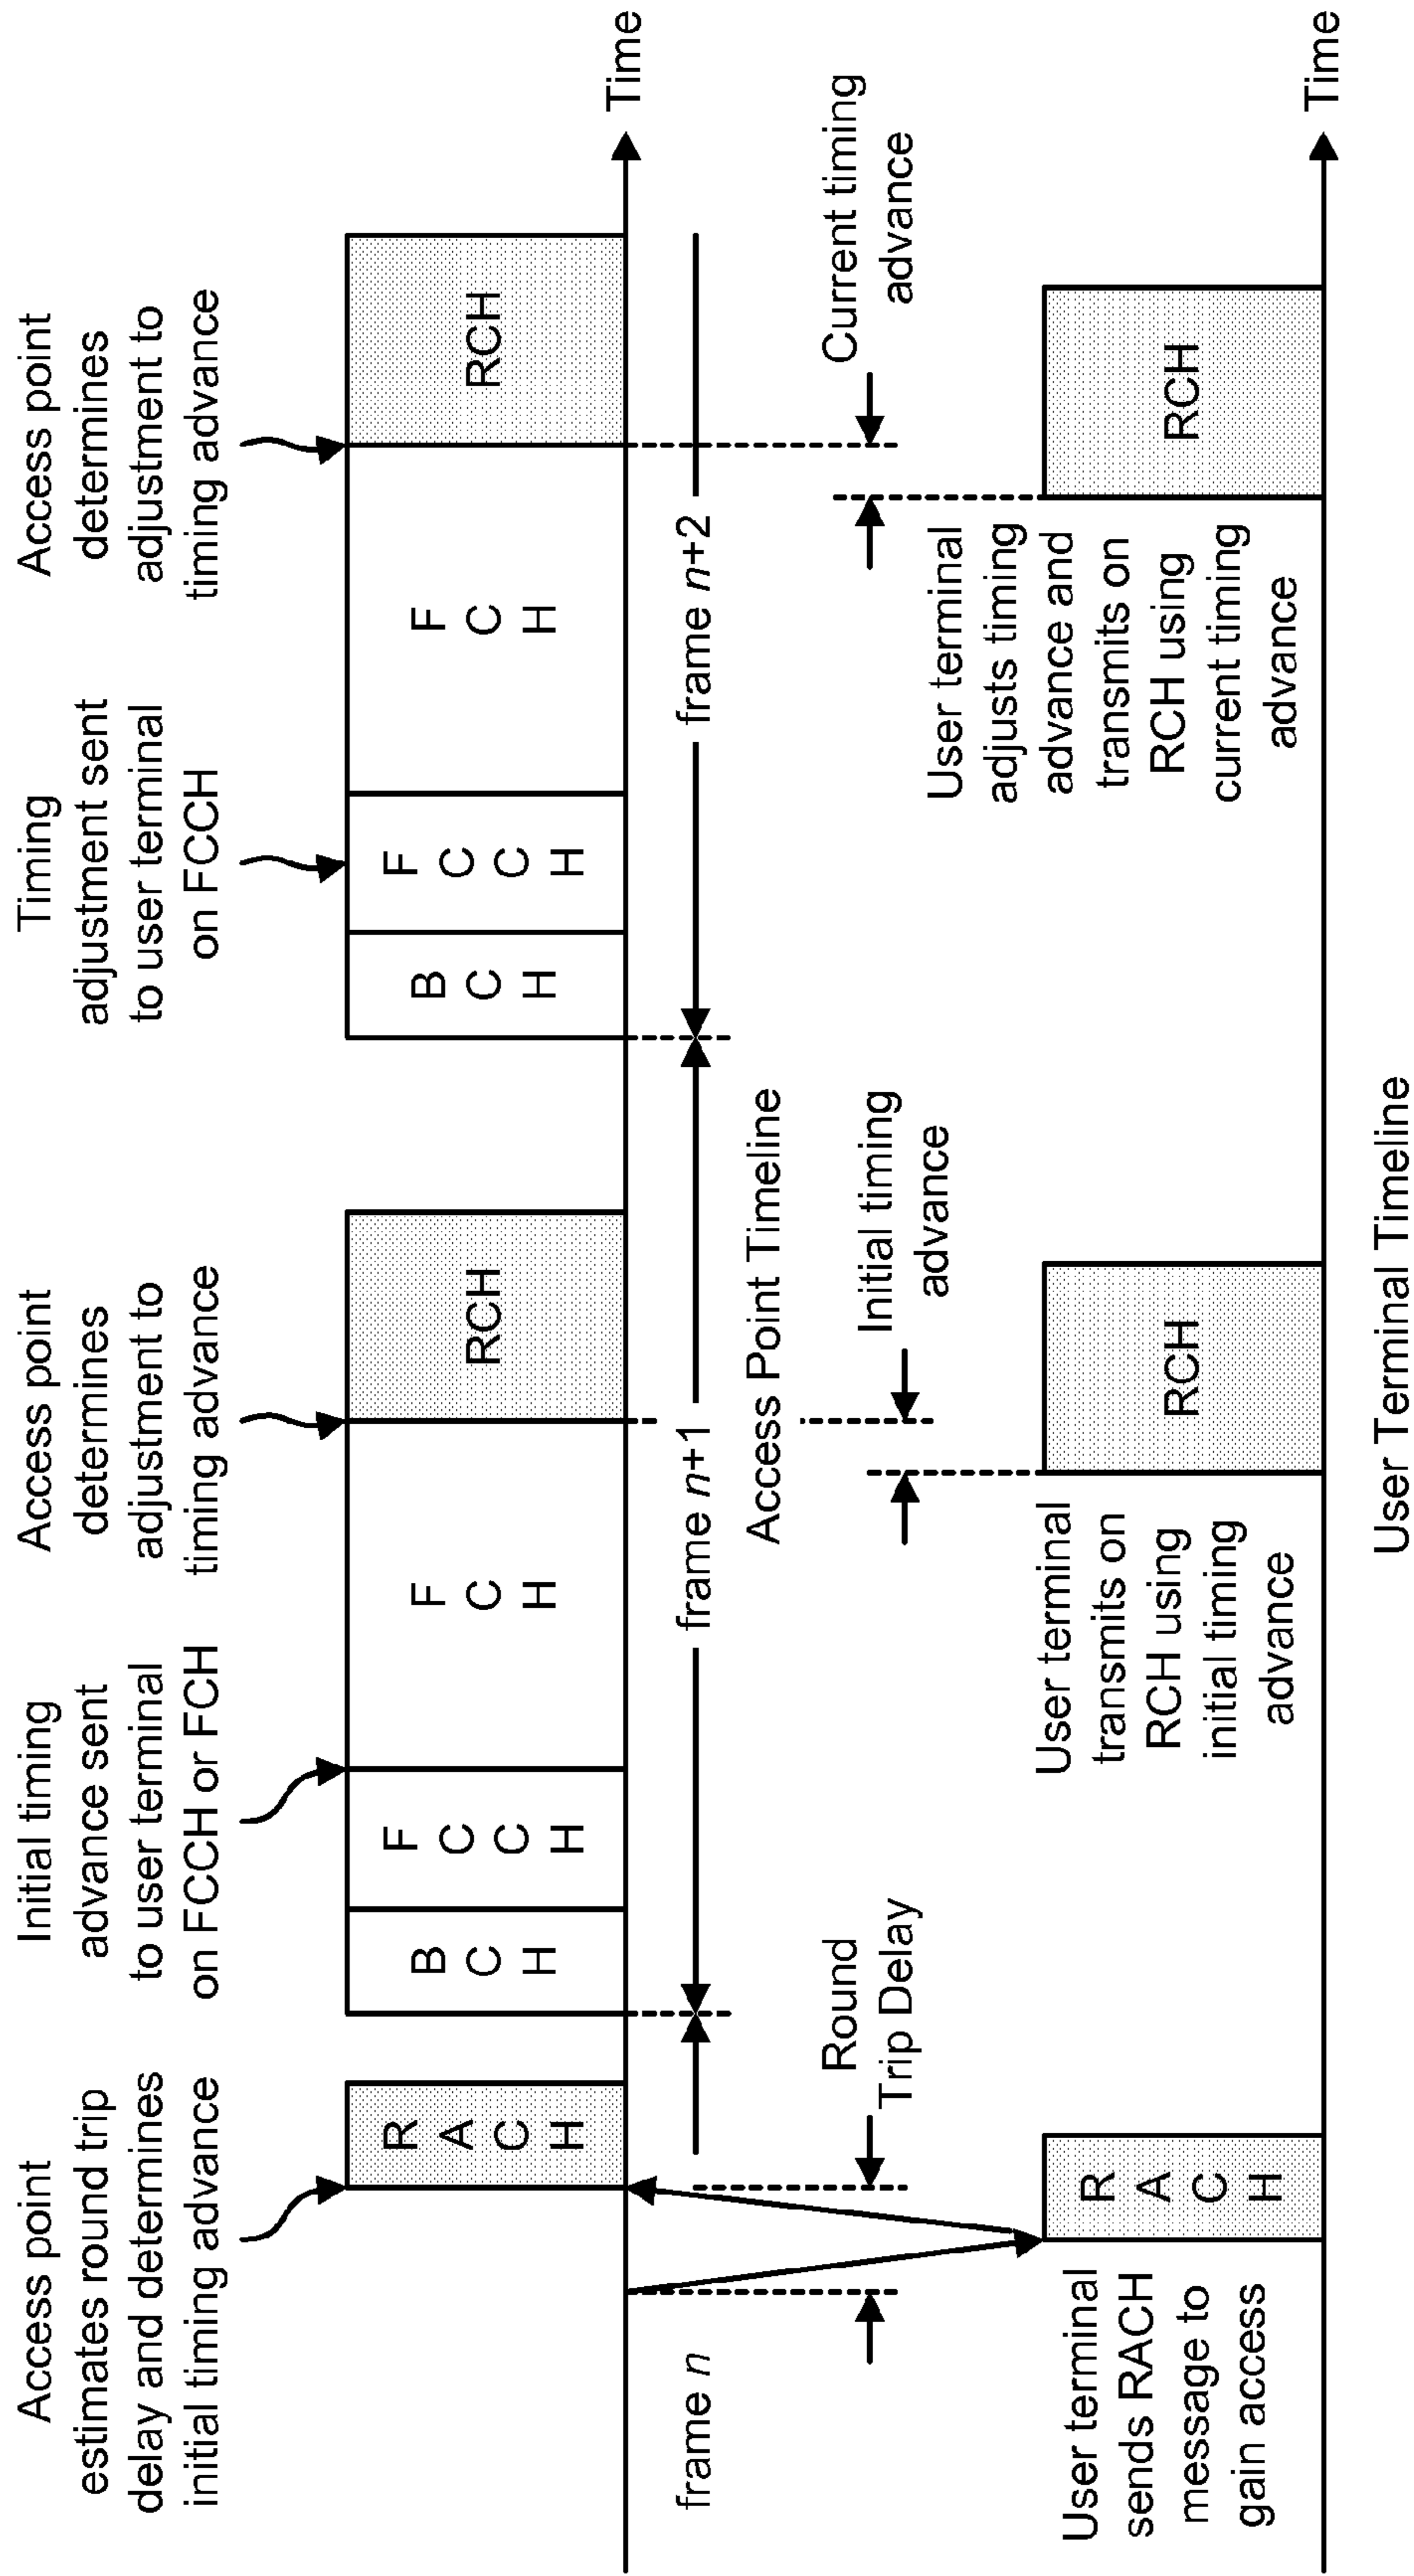 Access point
estimates round trip
delay and determines
initial timing advance
Initial timing
advance sent
to user terminal
on FCCH or FCH
Access point
determines
adjustment to
timing advance
Timing
adjustment sent
to user terminal
on FCCH
Access point
determines
adjustment to
timing advance
R
A
C
H
B
C
H
F
C
C
H
F
C
H
RCH
B
C
H
F
C
C
H
F
C
H
RCH
Time
frame n
frame n+1
frame n+2
Access Point Timeline
Round
Trip Delay
Initial timing
advance
Current timing
advance
User terminal
sends RACH
message to
gain access
R
A
C
H
User terminal
transmits on
RCH using
initial timing
advance
RCH
User terminal
adjusts timing
advance and
transmits on
RCH using
current timing
advance
RCH
Time
User Terminal Timeline